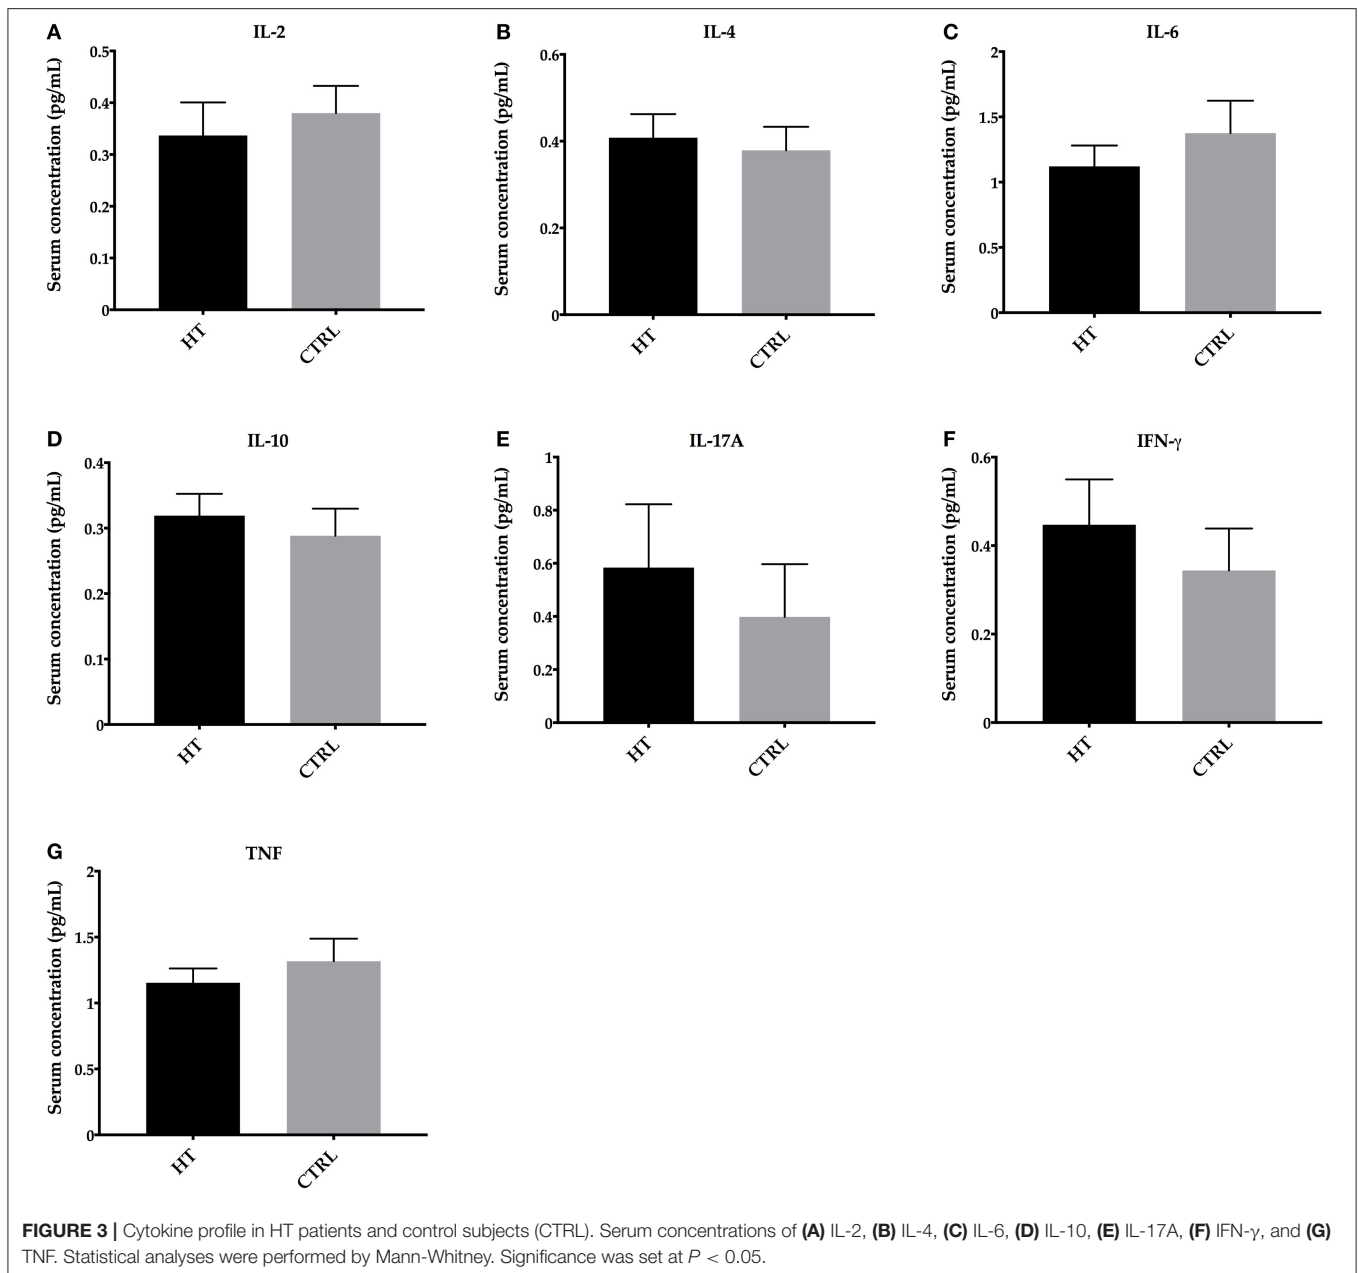 A
IL-2
Serum concentration (pg/mL)
0.5
0.4
0.3
0.2
0.1
0
HT
CTRL
B
IL-4
Serum concentration (pg/mL)
0.6
0.4
0.2
0
HT
CTRL
C
IL-6
Serum concentration (pg/mL)
2
1.5
1
0.5
0
HT
CTRL
D
IL-10
Serum concentration (pg/mL)
0.4
0.3
0.2
0.1
0
HT
CTRL
E
IL-17A
Serum concentration (pg/mL)
1
0.8
0.6
0.4
0.2
0
HT
CTRL
F
IFN-γ
Serum concentration (pg/mL)
0.6
0.4
0.2
0
HT
CTRL
G
TNF
Serum concentration (pg/mL)
2
1.5
1
0.5
0
HT
CTRL
FIGURE 3 | Cytokine profile in HT patients and control subjects (CTRL). Serum concentrations of (A) IL-2, (B) IL-4, (C) IL-6, (D) IL-10, (E) IL-17A, (F) IFN-γ, and (G)
TNF. Statistical analyses were performed by Mann-Whitney. Significance was set at P < 0.05.